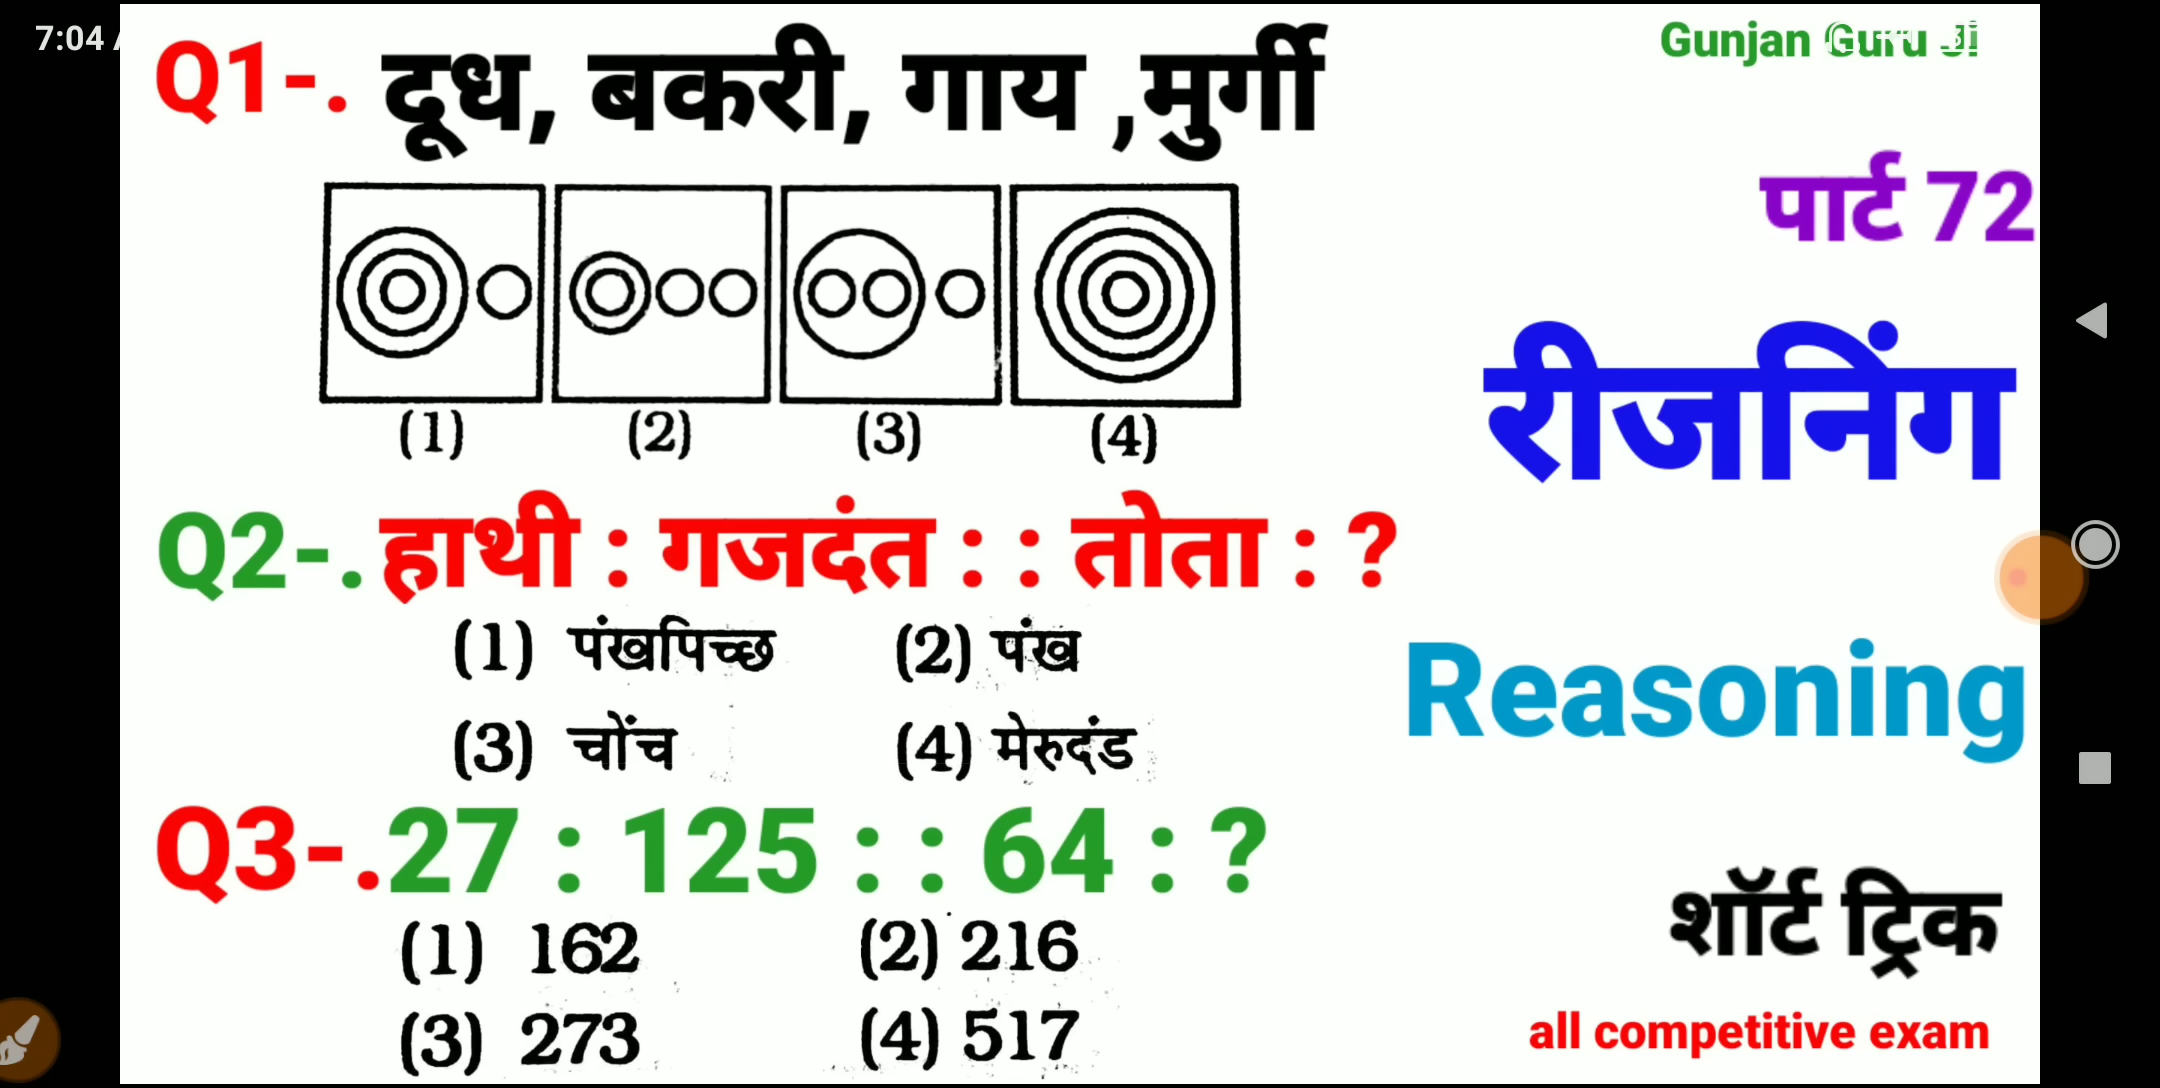 7:04
Gunjan Guru Ji
Q1-. दूध, बकरी, गाय ,मुर्गी
पार्ट 72
(1) (2) (3) (4)
रीजनिंग
Q2-. हाथी : गजदंत : : तोता : ?
(1) पंखपिच्छ (2) पंख
(3) चोंच (4) मेरुदंड
Reasoning
Q3-.27 : 125 : : 64 : ?
(1) 162 (2) 216
(3) 273 (4) 517
शॉर्ट ट्रिक
all competitive exam